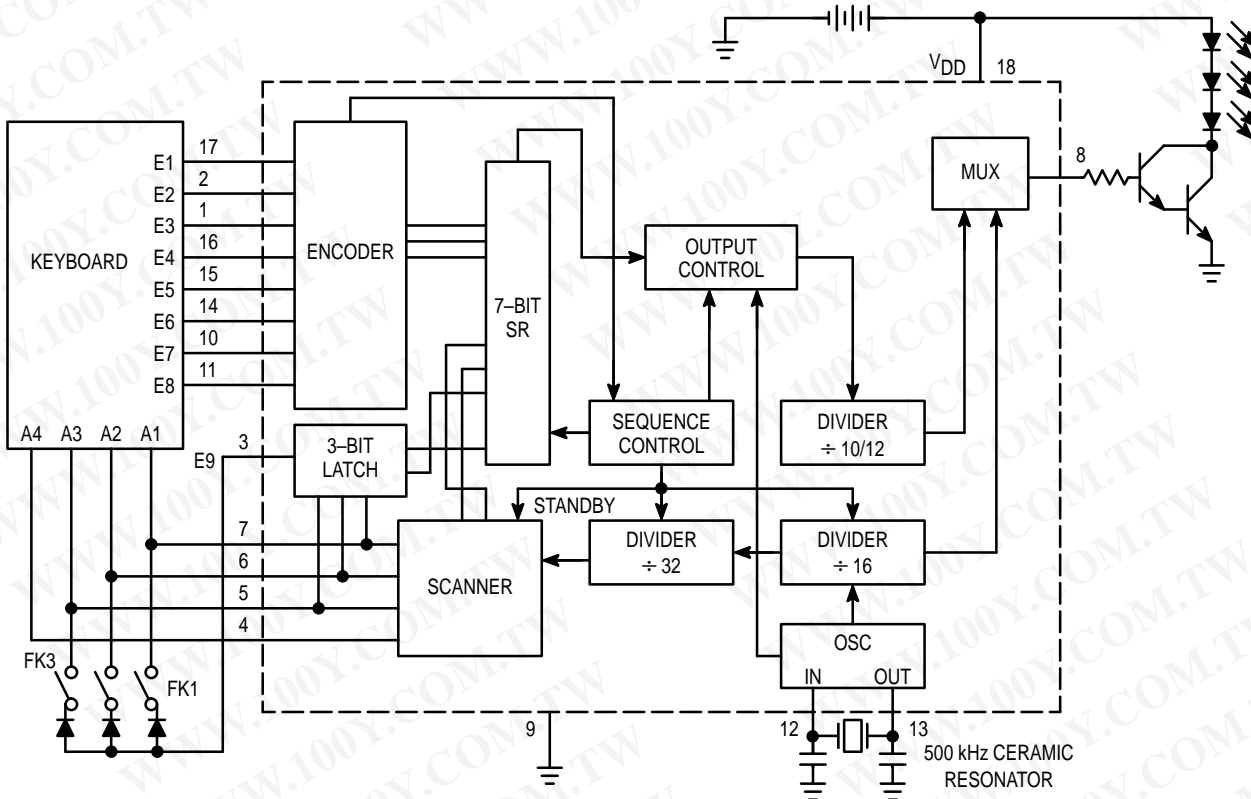 VDD 18
KEYBOARD
E1 17
E2 2
E3 1
E4 16
E5 15
E6 14
E7 10
E8 11
A4 A3 A2 A1
E9 3
ENCODER
7–BIT
SR
3–BIT
LATCH
OUTPUT
CONTROL
MUX
8
SEQUENCE
CONTROL
DIVIDER
÷ 10/12
STANDBY
7
6
5
4
SCANNER
DIVIDER
÷ 32
DIVIDER
÷ 16
OSC
IN OUT
FK3
FK1
9
12
13
500 kHz CERAMIC
RESONATOR
WWW.100Y.COM.TW